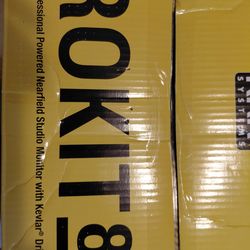 ROKIT 8
essional Powered Nearfield Studio Monitor with Kevlar® Dr
SYSTEMS